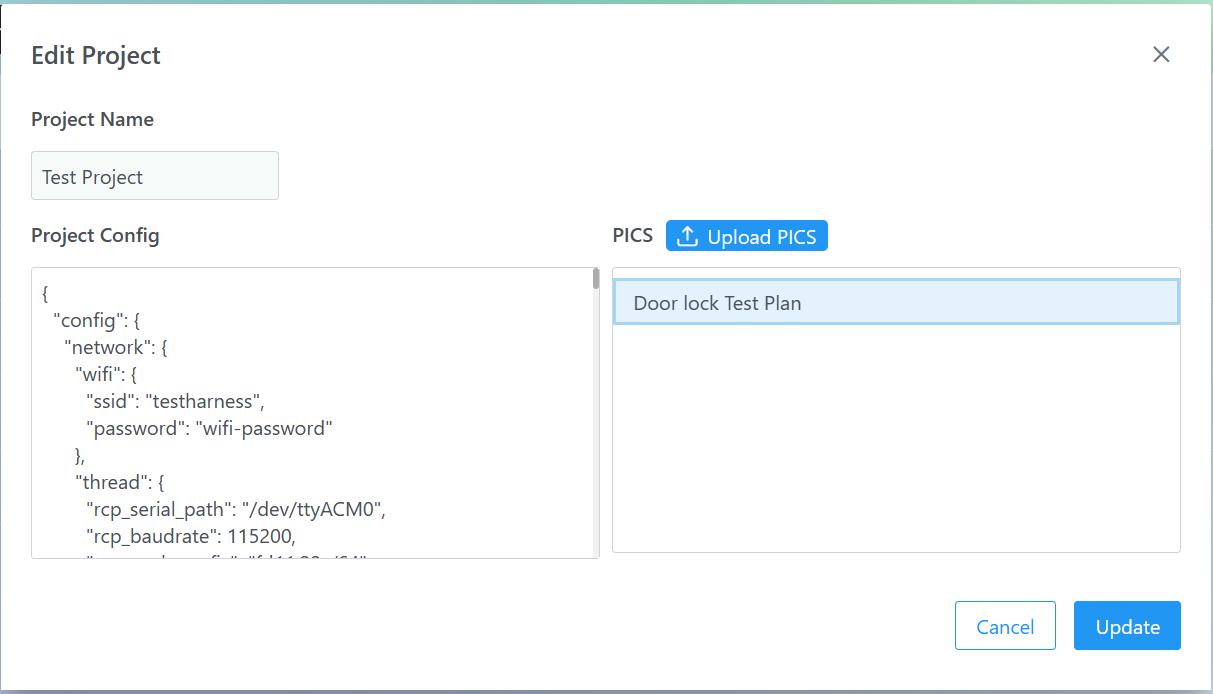 Edit Project
Project Name
Test Project
Project Config
{
"config": {
"network": {
"wifi": {
"ssid": "testharness",
"password": "wifi-password"
},
"thread": {
"rcp_serial_path": "/dev/ttyACM0",
"rcp_baudrate": 115200,
PICS
Upload PICS
Door lock Test Plan
Cancel
Update